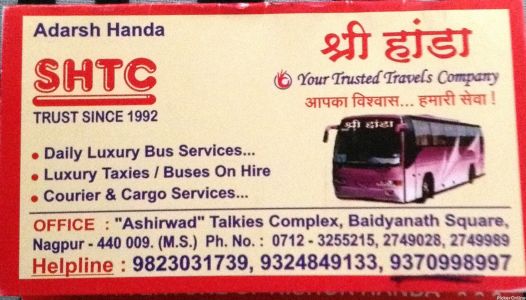 Adarsh Handa
श्री हांडा
SHTC
Your Trusted Travels Company
TRUST SINCE 1992
आपका विश्वास... हमारी सेवा !
श्री हांडा
• Daily Luxury Bus Services...
• Luxury Taxies / Buses On Hire
• Courier & Cargo Services...
OFFICE : "Ashirwad" Talkies Complex, Baidyanath Square,
Nagpur - 440 009. (M.S.) Ph. No. : 0712 - 3255215, 2749028, 2749989
Helpline : 9823031739, 9324849133, 9370998997